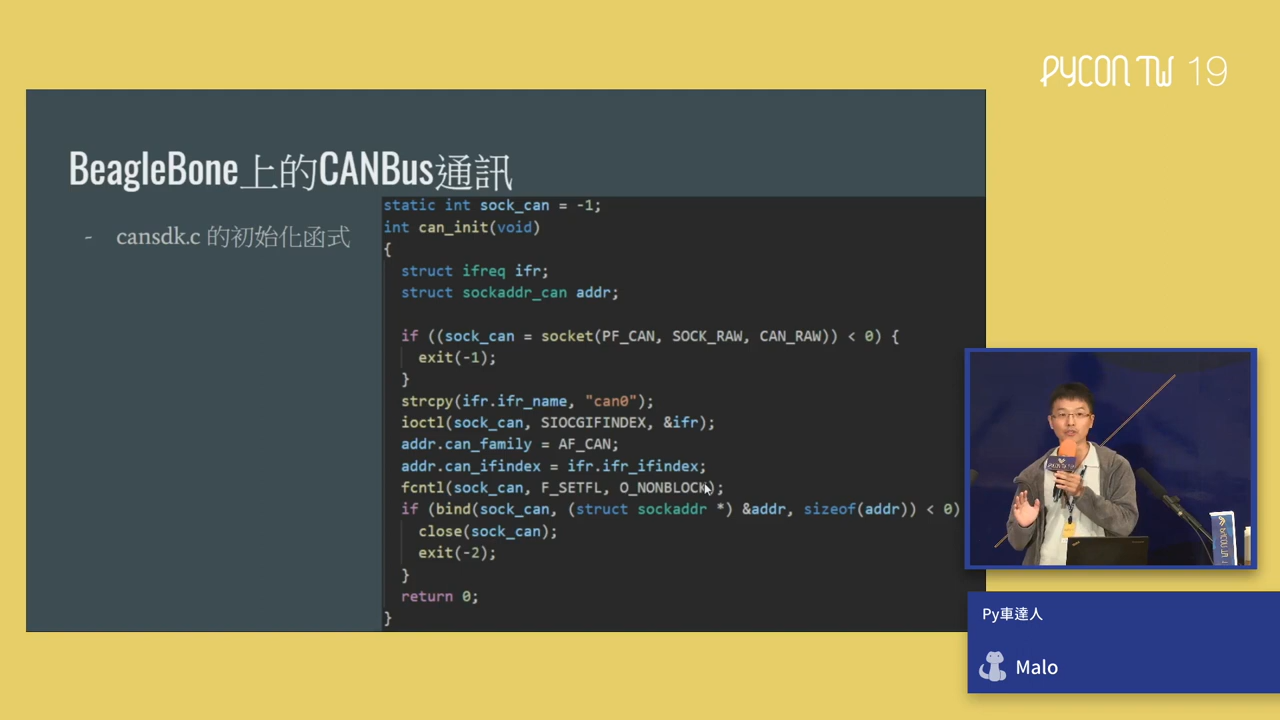 PYCON TW 19
BeagleBone上的CANBus通訊
- cansdk.c 的初始化函式
static int sock_can = -1;
int can_init(void)
{
struct ifreq ifr;
struct sockaddr_can addr;
if ((sock_can = socket(PF_CAN, SOCK_RAW, CAN_RAW)) < 0) {
exit(-1);
}
strcpy(ifr.ifr_name, "can0");
ioctl(sock_can, SIOCGIFINDEX, &ifr);
addr.can_family = AF_CAN;
addr.can_ifindex = ifr.ifr_ifindex;
fcntl(sock_can, F_SETFL, O_NONBLOCK);
if (bind(sock_can, (struct sockaddr *) &addr, sizeof(addr)) < 0)
close(sock_can);
exit(-2);
}
return 0;
}
Py車達人
Malo